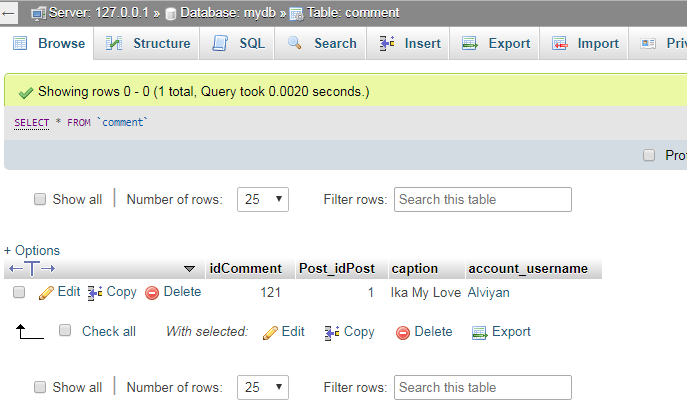 Server: 127.0.0.1 » Database: mydb » Table: comment
Browse Structure SQL Search Insert Export Import
Showing rows 0 - 0 (1 total, Query took 0.0020 seconds.)
SELECT * FROM `comment`
Show all Number of rows: 25 Filter rows: Search this table
+ Options
idComment Post_idPost caption account_username
Edit Copy Delete 121 1 Ika My Love Alviyan
Check all With selected: Edit Copy Delete Export
Show all Number of rows: 25 Filter rows: Search this table